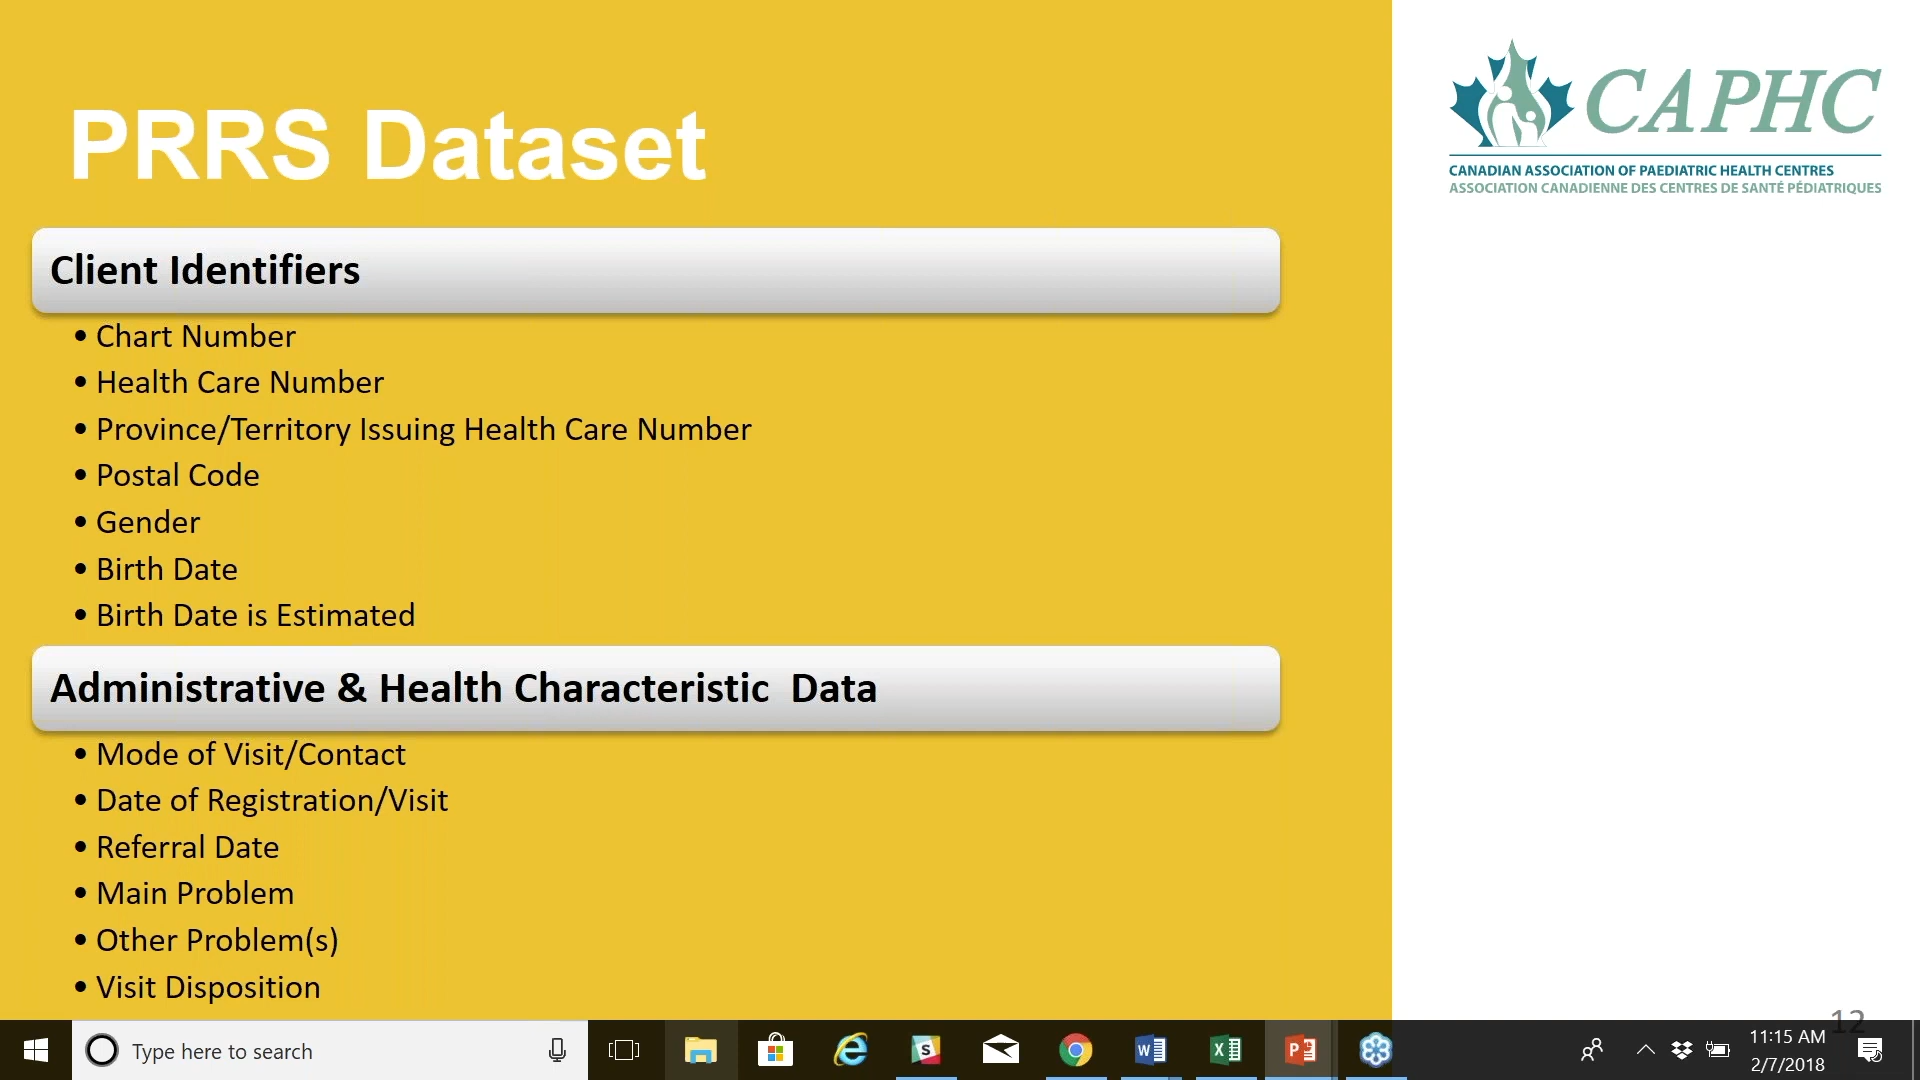 PRRS Dataset
CAPHC
CANADIAN ASSOCIATION OF PAEDIATRIC HEALTH CENTRES
ASSOCIATION CANADIENNE DES CENTRES DE SANTÉ PÉDIATRIQUES
Client Identifiers
• Chart Number
• Health Care Number
• Province/Territory Issuing Health Care Number
• Postal Code
• Gender
• Birth Date
• Birth Date is Estimated
Administrative & Health Characteristic Data
• Mode of Visit/Contact
• Date of Registration/Visit
• Referral Date
• Main Problem
• Other Problem(s)
• Visit Disposition
12
Type here to search
11:15 AM
2/7/2018